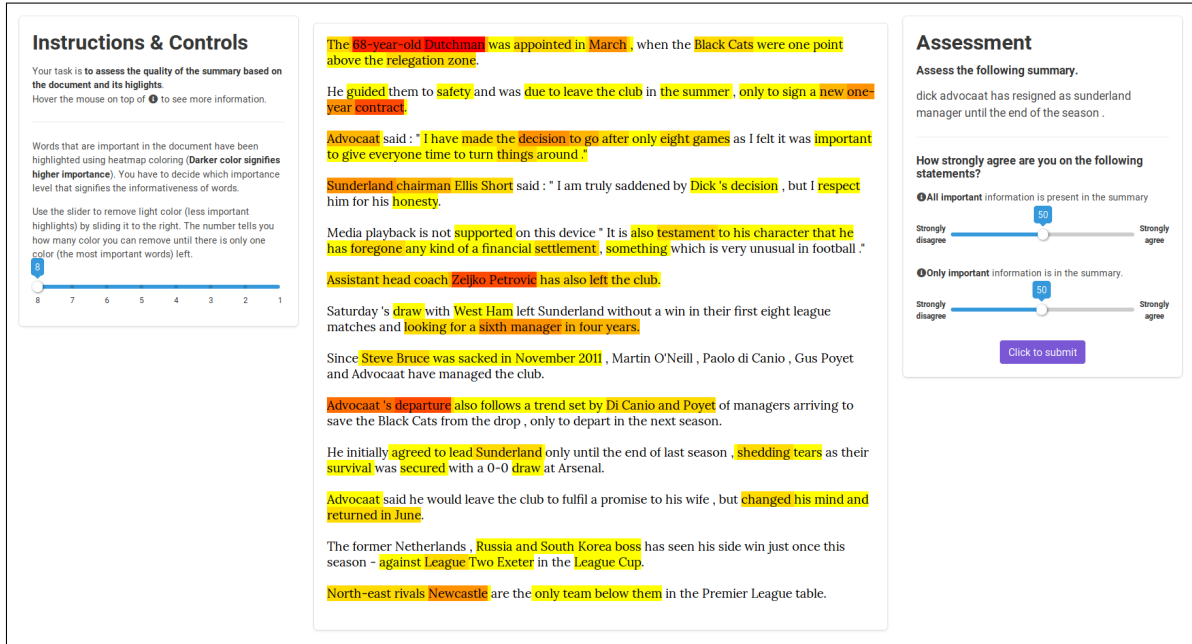 Instructions & Controls
Your task is to assess the quality of the summary based on
the document and its higlights.
Hover the mouse on top of to see more information.
Words that are important in the document have been
highlighted using heatmap coloring (Darker color signifies
higher importance). You have to decide which importance
level that signifies the informativeness of words.
Use the slider to remove light color (less important
highlights) by sliding it to the right. The number tells you
how many color you can remove until there is only one
color (the most important words) left.
8
8 7 6 5 4 3 2 1
The 68-year-old Dutchman was appointed in March , when the Black Cats were one point
above the relegation zone.
He guided them to safety and was due to leave the club in the summer , only to sign a new one-
year contract.
Advocaat said : " I have made the decision to go after only eight games as I felt it was important
to give everyone time to turn things around ."
Sunderland chairman Ellis Short said : " I am truly saddened by Dick 's decision , but I respect
him for his honesty.
Media playback is not supported on this device " It is also testament to his character that he
has foregone any kind of a financial settlement , something which is very unusual in football ."
Assistant head coach Zeljko Petrovic has also left the club.
Saturday 's draw with West Ham left Sunderland without a win in their first eight league
matches and looking for a sixth manager in four years.
Since Steve Bruce was sacked in November 2011 , Martin O'Neill , Paolo di Canio , Gus Poyet
and Advocaat have managed the club.
Advocaat 's departure also follows a trend set by Di Canio and Poyet of managers arriving to
save the Black Cats from the drop , only to depart in the next season.
He initially agreed to lead Sunderland only until the end of last season , shedding tears as their
survival was secured with a 0-0 draw at Arsenal.
Advocaat said he would leave the club to fulfil a promise to his wife , but changed his mind and
returned in June.
The former Netherlands , Russia and South Korea boss has seen his side win just once this
season - against League Two Exeter in the League Cup.
North-east rivals Newcastle are the only team below them in the Premier League table.
Assessment
Assess the following summary.
dick advocaat has resigned as sunderland
manager until the end of the season .
How strongly agree are you on the following
statements?
All important information is present in the summary
50
Strongly disagree
Strongly agree
Only important information is in the summary.
50
Strongly disagree
Strongly agree
Click to submit